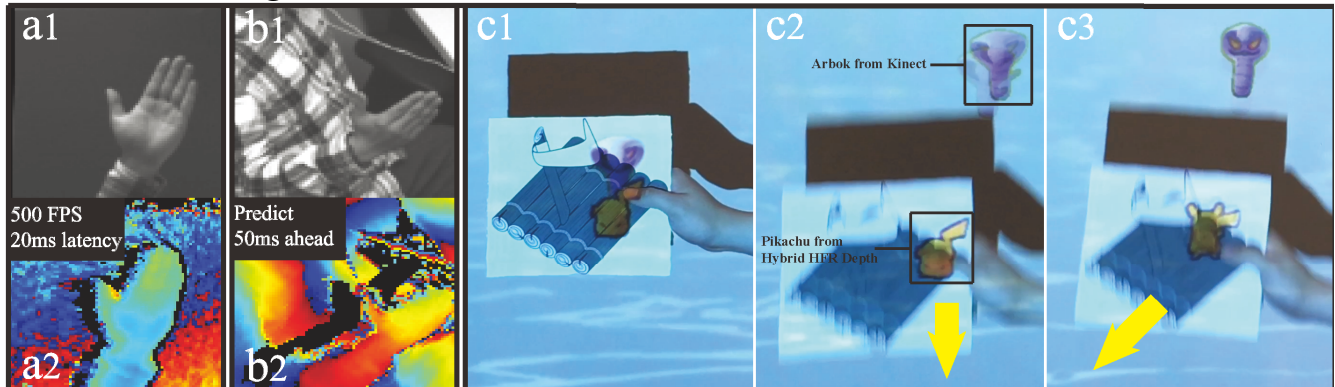 a1
b1
c1
c2
c3
Arbok from Kinect
500 FPS
20ms latency
Predict
50ms ahead
Pikachu from
Hybrid HFR Depth
a2
b2